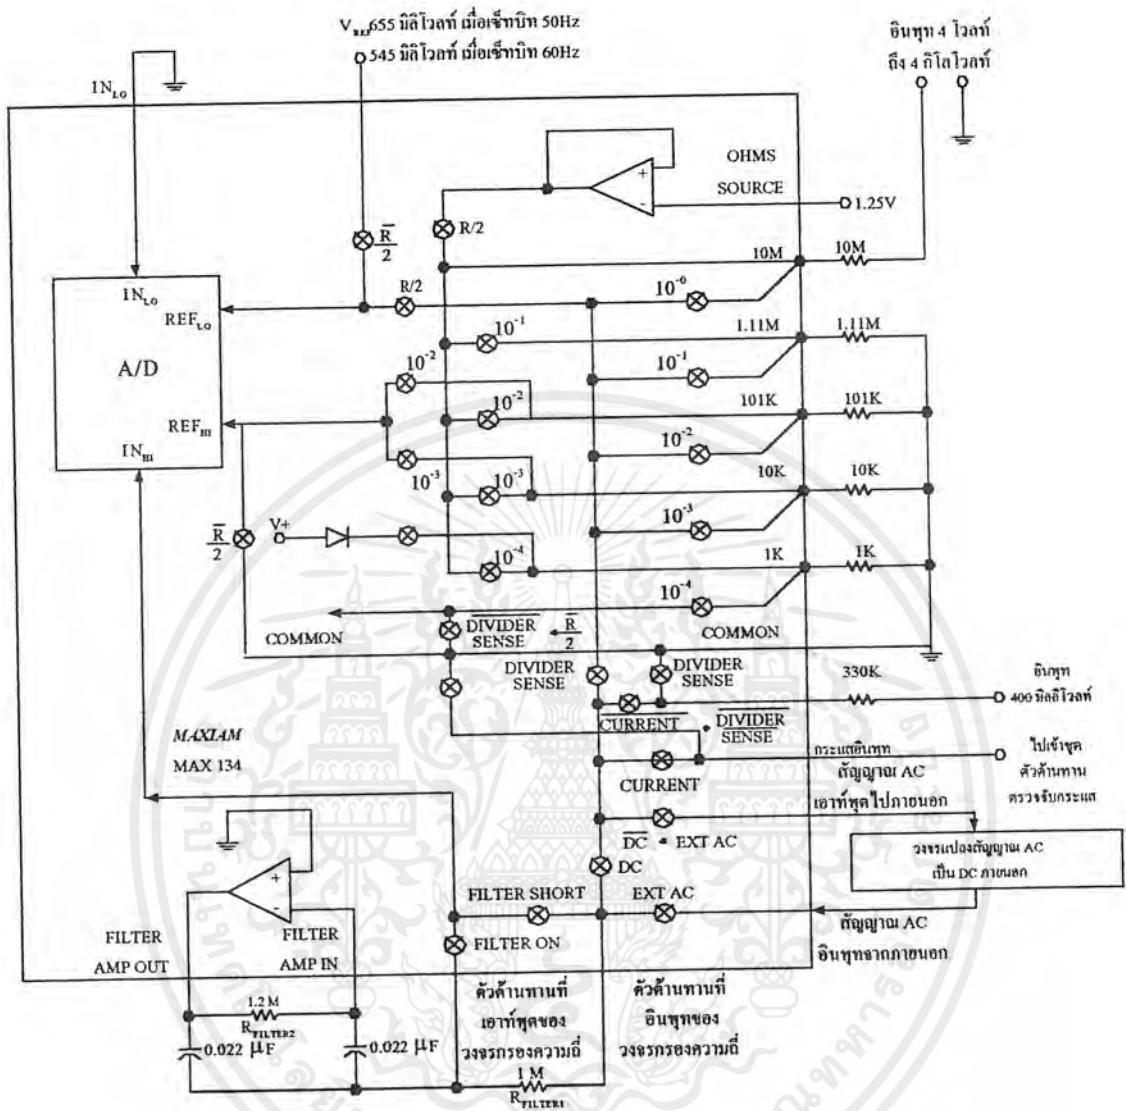 V_REF 655 มิลิโวลท์ เมื่อเซ็ทบิท 50Hz
545 มิลิโวลท์ เมื่อเซ็ทบิท 60Hz
อินพุท 4 โวลท์
ถึง 4 กิโลโวลท์
IN_LO
OHMS
SOURCE
1.25V
R/2
R̅/2
10M
10M
IN_LO
REF_LO
R/2
10^-0
A/D
10^-1
1.11M
1.11M
10^-2
10^-1
10^-2
101K
101K
REF_HI
IN_HI
10^-2
10^-3
10^-3
10K
10K
R̅/2
V+
10^-3
10^-4
1K
1K
10^-4
COMMON
DIVIDER
SENSE
R̅/2
COMMON
DIVIDER
SENSE
DIVIDER
SENSE
330K
อินพุท
400 มิลลิโวลท์
CURRENT
DIVIDER
SENSE
MAXIAM
MAX 134
CURRENT
กระแสอินพุท
สัญญาณ AC
เอาท์พุตไปภายนอก
ไปเข้าชุด
ตัวต้านทาน
ตรวจจับกระแส
DC EXT AC
วงจรแปลงสัญญาณ AC
เป็น DC ภายนอก
DC
FILTER SHORT
EXT AC
สัญญาณ AC
อินพุทจากภายนอก
FILTER
AMP OUT
FILTER
AMP IN
FILTER ON
1.2 M
R_FILTER2
0.022 µF
0.022 µF
ตัวต้านทานที่
เอาท์พุตของ
วงจรกรองความถี่
ตัวต้านทานที่
อินพุทของ
วงจรกรองความถี่
1 M
R_FILTER1